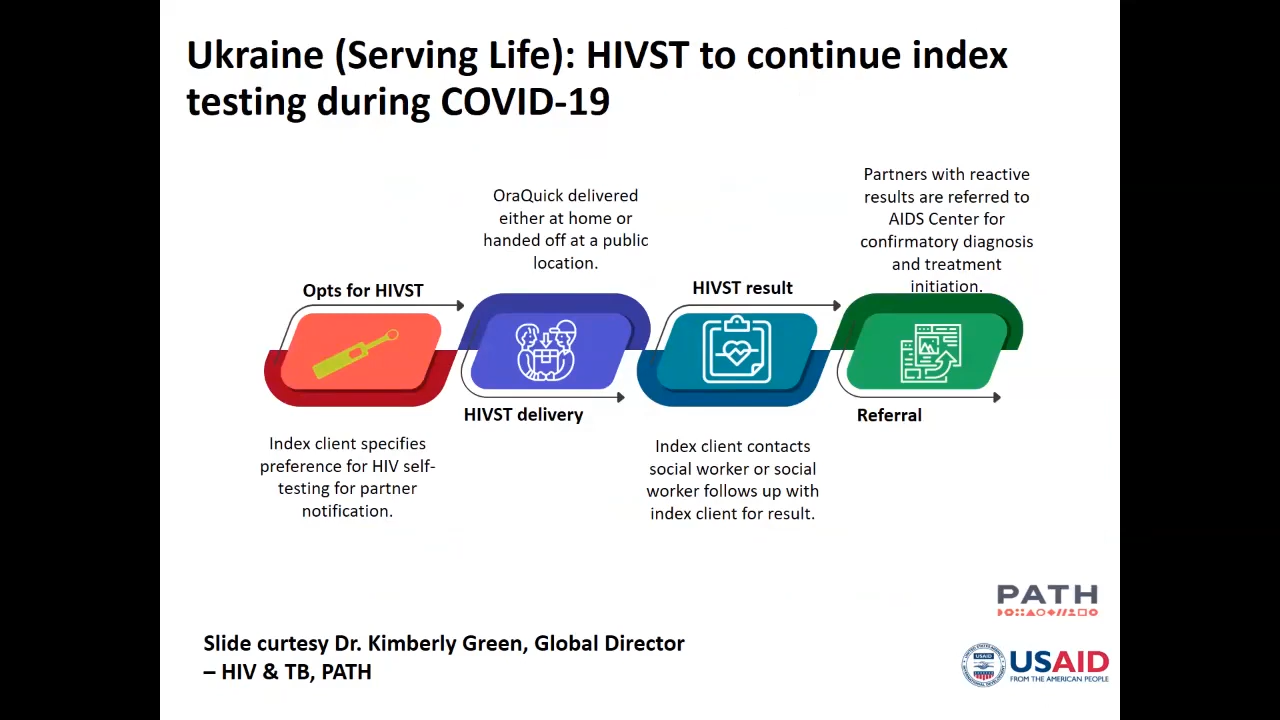 Ukraine (Serving Life): HIVST to continue index
testing during COVID-19
Opts for HIVST
Index client specifies
preference for HIV self-
testing for partner
notification.
OraQuick delivered
either at home or
handed off at a public
location.
HIVST delivery
HIVST result
Index client contacts
social worker or social
worker follows up with
index client for result.
Partners with reactive
results are referred to
AIDS Center for
confirmatory diagnosis
and treatment
initiation.
Referral
Slide curtesy Dr. Kimberly Green, Global Director
– HIV & TB, PATH
PATH
USAID
USAID
FROM THE AMERICAN PEOPLE